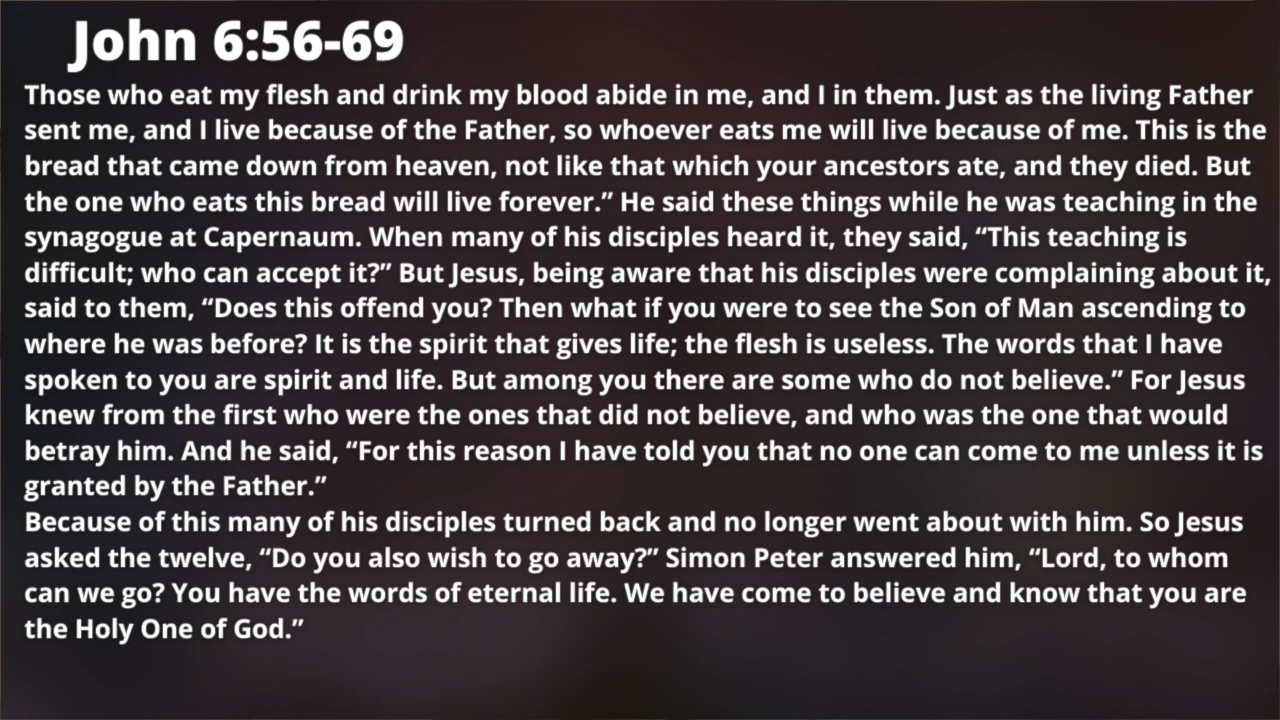 John 6:56-69
Those who eat my flesh and drink my blood abide in me, and I in them. Just as the living Father
sent me, and I live because of the Father, so whoever eats me will live because of me. This is the
bread that came down from heaven, not like that which your ancestors ate, and they died. But
the one who eats this bread will live forever.” He said these things while he was teaching in the
synagogue at Capernaum. When many of his disciples heard it, they said, “This teaching is
difficult; who can accept it?” But Jesus, being aware that his disciples were complaining about it,
said to them, “Does this offend you? Then what if you were to see the Son of Man ascending to
where he was before? It is the spirit that gives life; the flesh is useless. The words that I have
spoken to you are spirit and life. But among you there are some who do not believe.” For Jesus
knew from the first who were the ones that did not believe, and who was the one that would
betray him. And he said, “For this reason I have told you that no one can come to me unless it is
granted by the Father.”
Because of this many of his disciples turned back and no longer went about with him. So Jesus
asked the twelve, “Do you also wish to go away?” Simon Peter answered him, “Lord, to whom
can we go? You have the words of eternal life. We have come to believe and know that you are
the Holy One of God.”